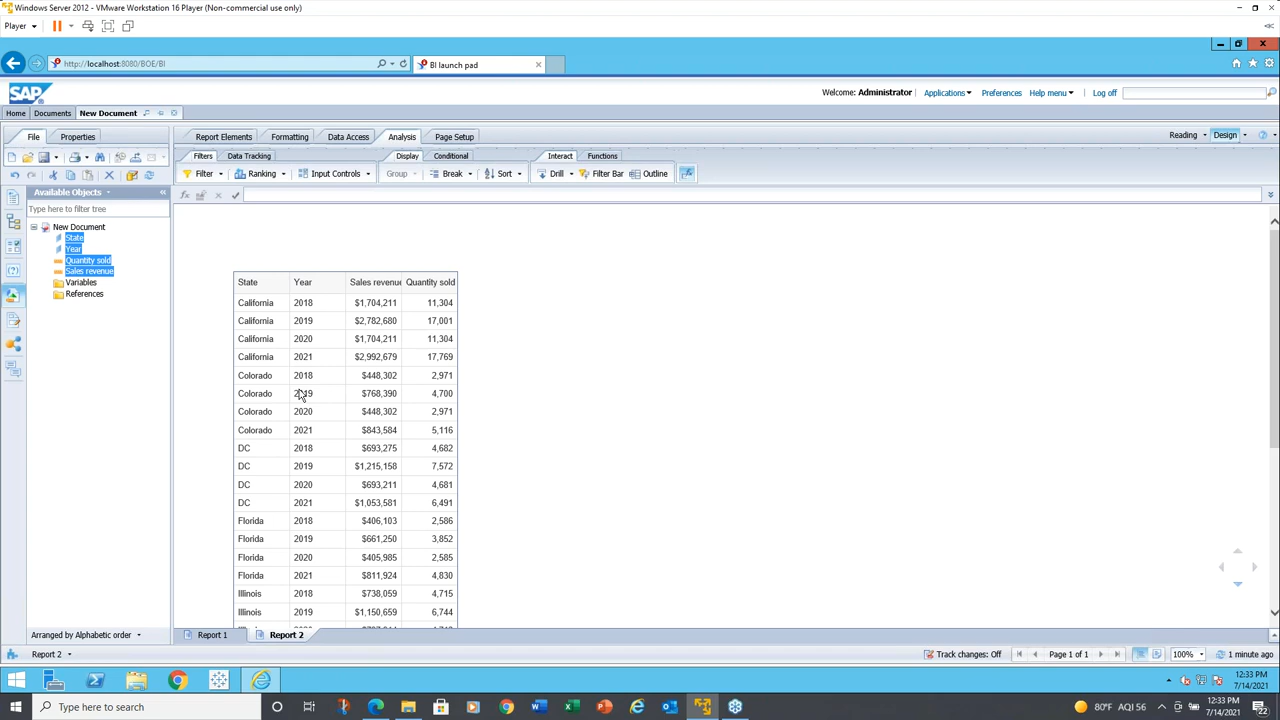 Windows Server 2012 - VMware Workstation 16 Player (Non-commercial use only)
Player
http://localhost:8080/BOE/BI
BI launch pad
SAP
Welcome: Administrator
Applications
Preferences
Help menu
Log off
Home
Documents
New Document
File
Properties
Report Elements
Formatting
Data Access
Analysis
Page Setup
Reading
Design
Filters
Data Tracking
Display
Conditional
Interact
Functions
Filter
Ranking
Input Controls
Group
Break
Sort
Drill
Filter Bar
Outline
Available Objects
Type here to filter tree
New Document
State
Year
Quantity sold
Sales revenue
Variables
References
State Year Sales revenue Quantity sold
California 2018 $1,704,211 11,304
California 2019 $2,782,680 17,001
California 2020 $1,704,211 11,304
California 2021 $2,992,679 17,769
Colorado 2018 $448,302 2,971
Colorado 2019 $768,390 4,700
Colorado 2020 $448,302 2,971
Colorado 2021 $843,584 5,116
DC 2018 $693,275 4,682
DC 2019 $1,215,158 7,572
DC 2020 $693,211 4,681
DC 2021 $1,053,581 6,491
Florida 2018 $406,103 2,586
Florida 2019 $661,250 3,852
Florida 2020 $405,985 2,585
Florida 2021 $811,924 4,830
Illinois 2018 $738,059 4,715
Illinois 2019 $1,150,659 6,744
Arranged by Alphabetic order
Report 1
Report 2
Report 2
Track changes: Off
Page 1 of 1
100%
1 minute ago
12:33 PM
7/14/2021
Type here to search
80°F AQI 56
12:33 PM
7/14/2021
22